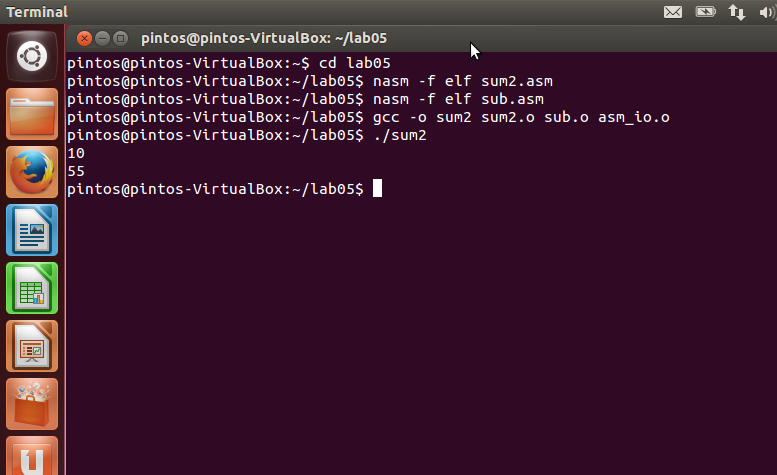 Terminal
pintos@pintos-VirtualBox: ~/lab05
pintos@pintos-VirtualBox:~$ cd lab05
pintos@pintos-VirtualBox:~/lab05$ nasm -f elf sum2.asm
pintos@pintos-VirtualBox:~/lab05$ nasm -f elf sub.asm
pintos@pintos-VirtualBox:~/lab05$ gcc -o sum2 sum2.o sub.o asm_io.o
pintos@pintos-VirtualBox:~/lab05$ ./sum2
10
55
pintos@pintos-VirtualBox:~/lab05$